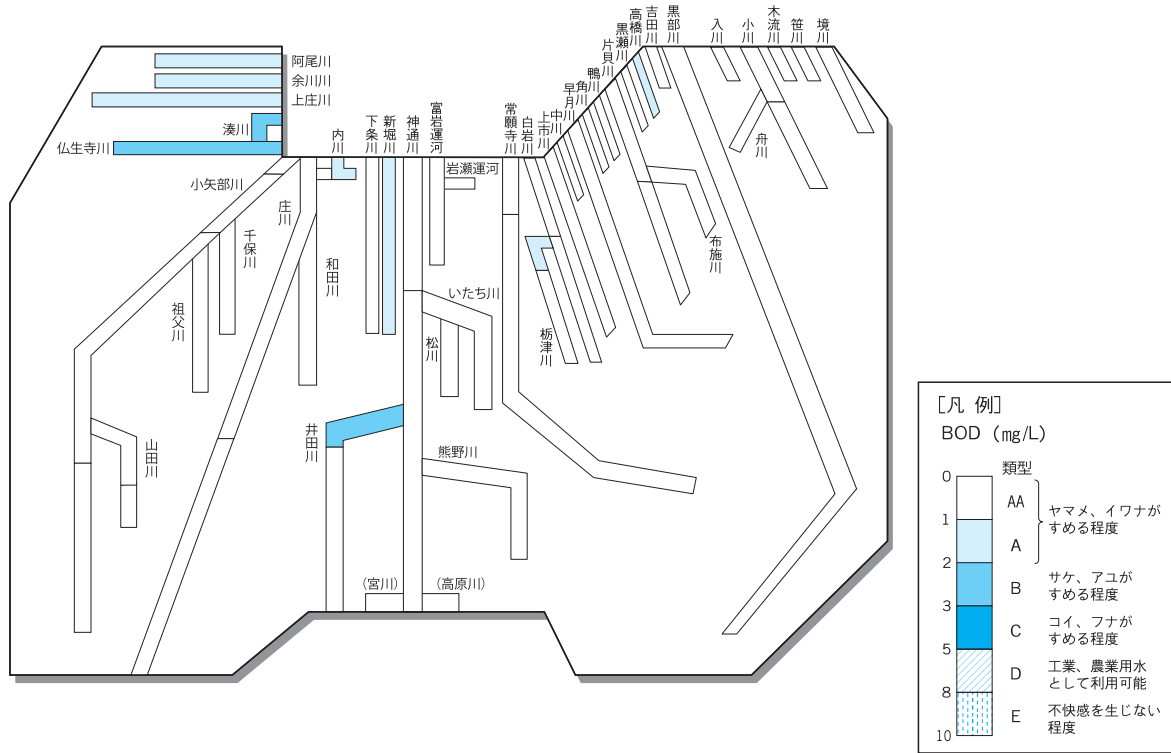 阿尾川
余川川
上庄川
湊川
仏生寺川
小矢部川
千保川
祖父川
山田川
庄川
和田川
内川
下条川
新堀川
神通川
富岩運河
岩瀬運河
いたち川
松川
井田川
熊野川
(宮川)
(高原川)
常願寺川
白岩川
上市川
中川
早月川
角川
鴨川
片貝川
黒瀬川
高橋川
吉田川
黒部川
入川
小川
木流川
笹川
境川
舟川
布施川
栃津川
[凡 例]
BOD (mg/L)
類型
0
AA
1
ヤマメ、イワナが
すめる程度
A
2
B
サケ、アユが
すめる程度
3
C
コイ、フナが
すめる程度
5
D
工業、農業用水
として利用可能
8
E
不快感を生じない
程度
10